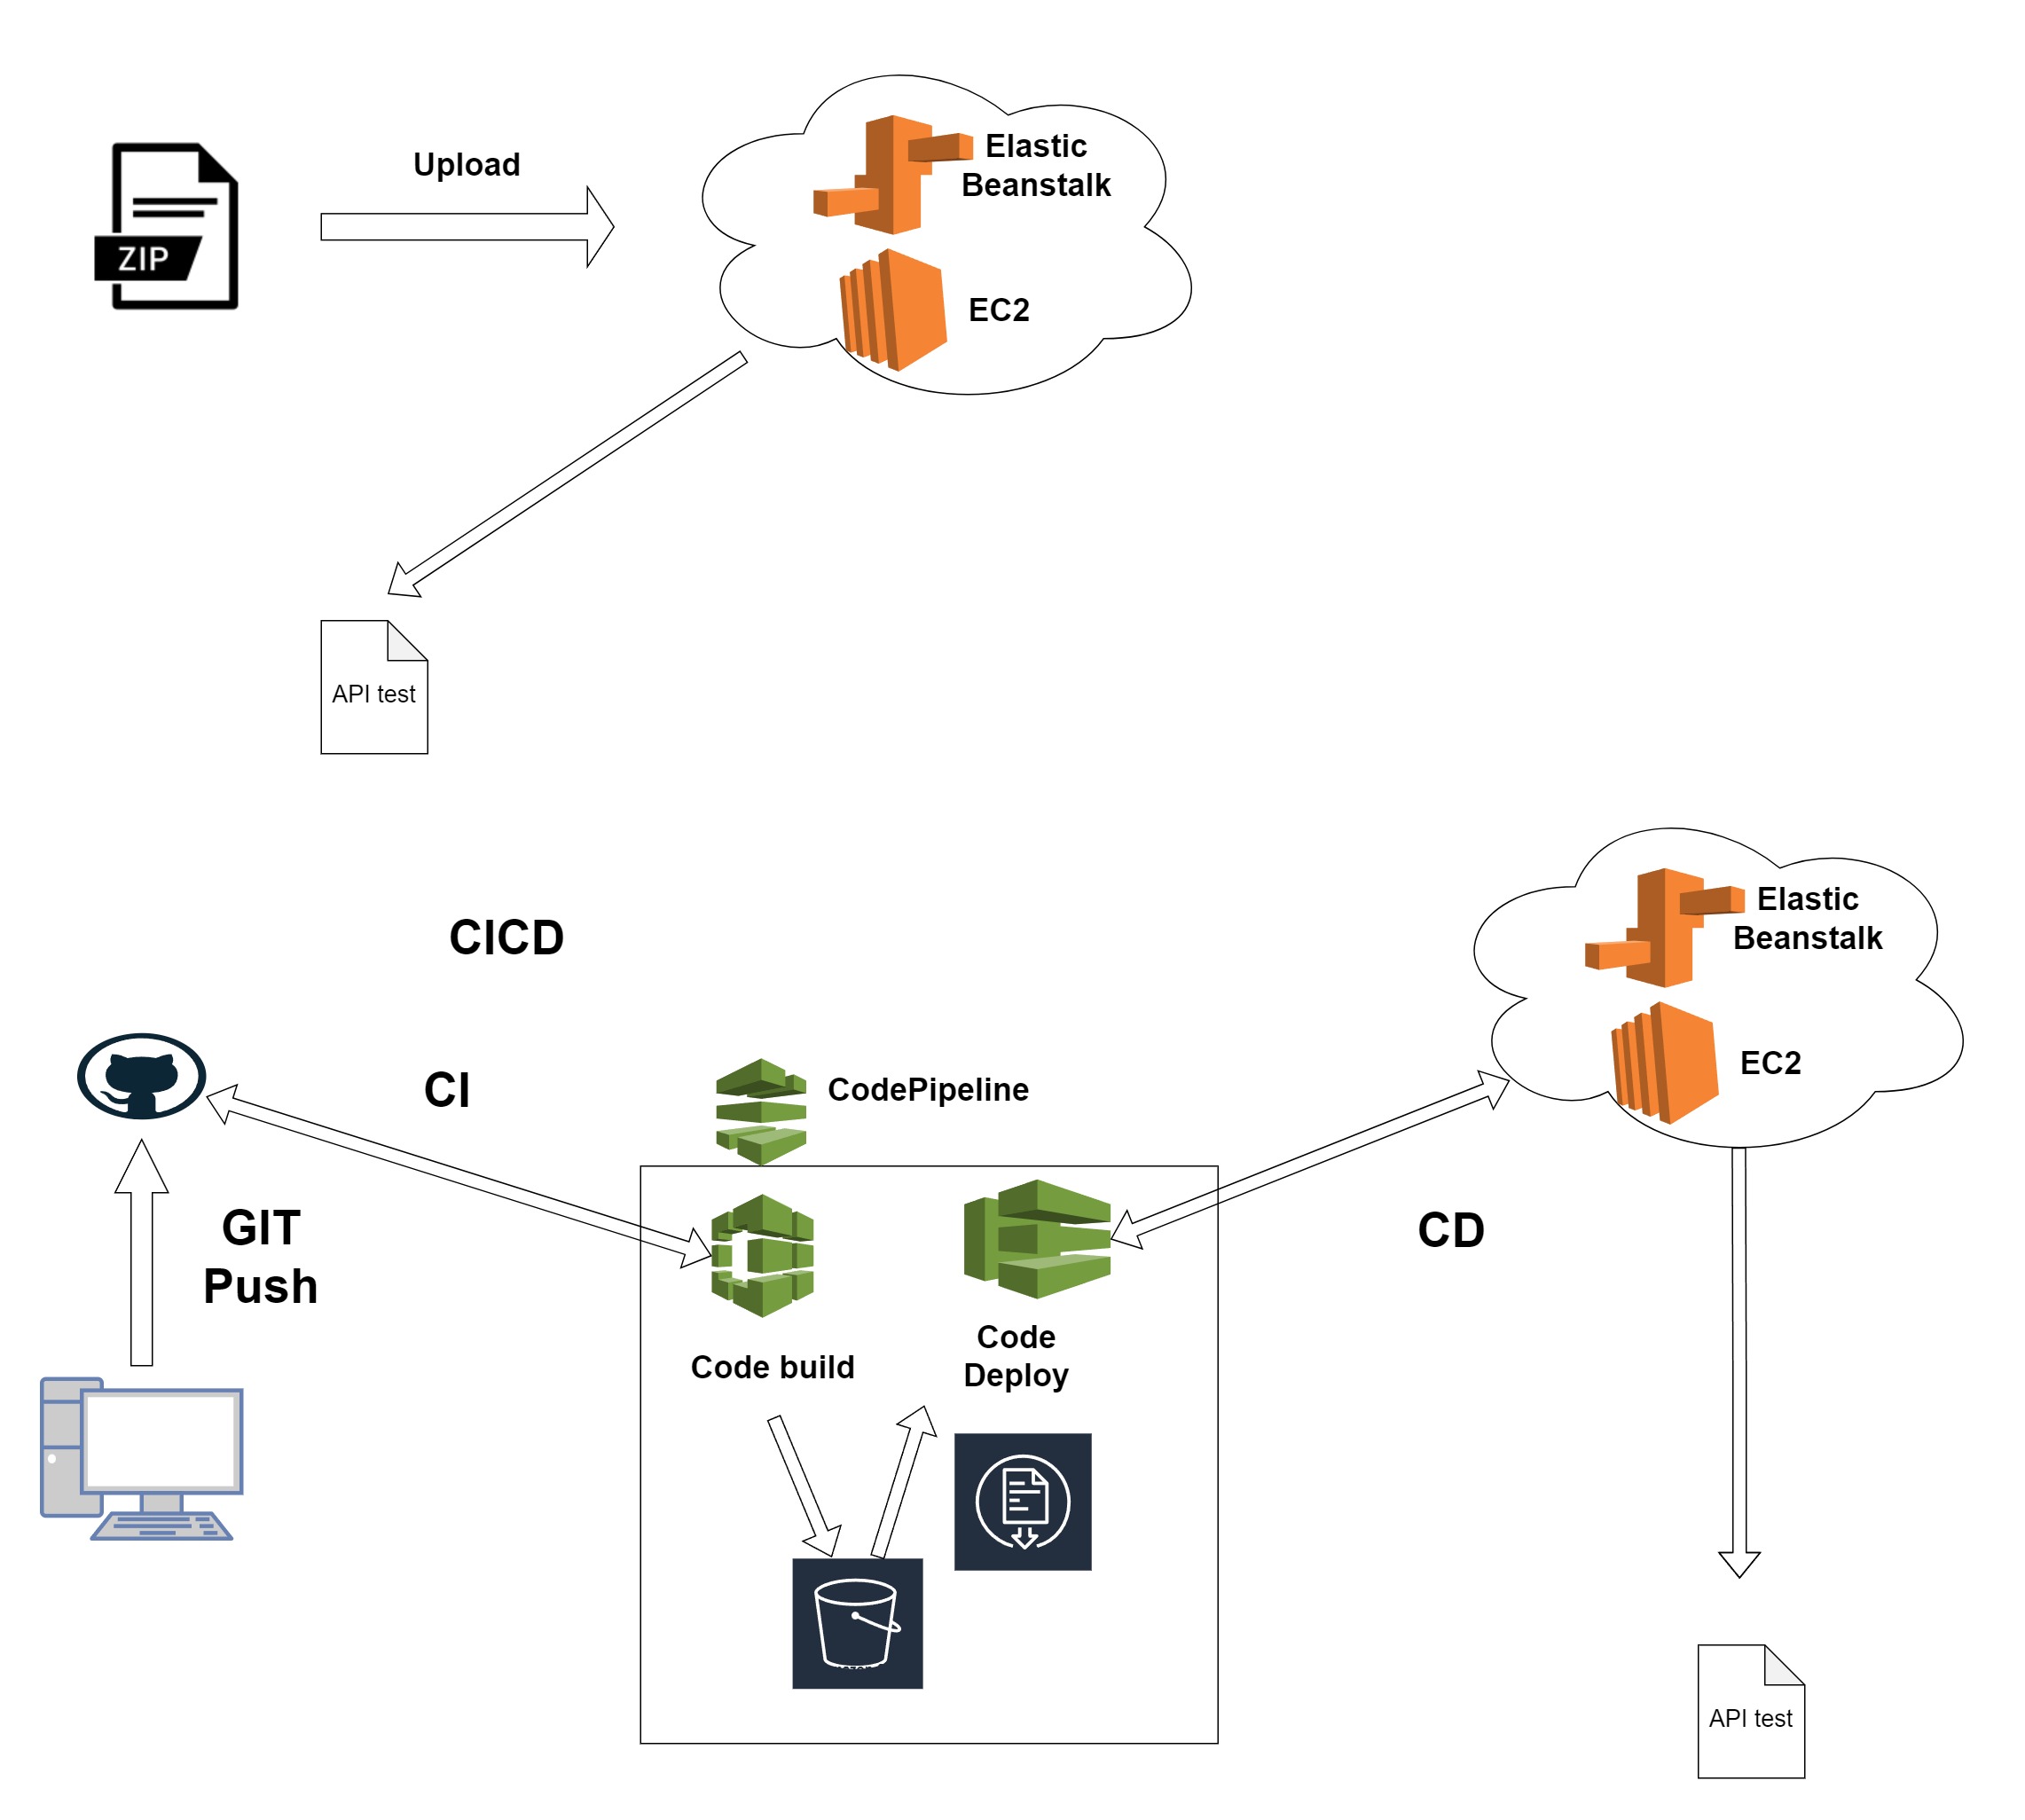 ZIP
Upload
Elastic
Beanstalk
EC2
API test
CICD
Elastic
Beanstalk
EC2
CI
CodePipeline
GIT
Push
CD
Code build
Code
Deploy
API test